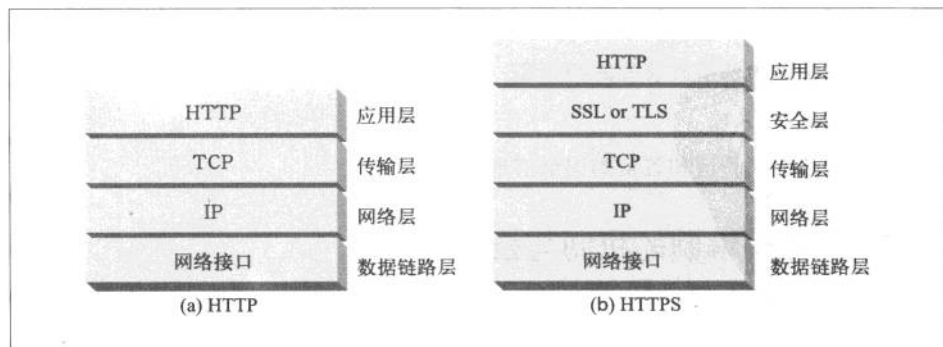 HTTP 应用层
TCP 传输层
IP 网络层
网络接口 数据链路层
(a) HTTP
HTTP 应用层
SSL or TLS 安全层
TCP 传输层
IP 网络层
网络接口 数据链路层
(b) HTTPS